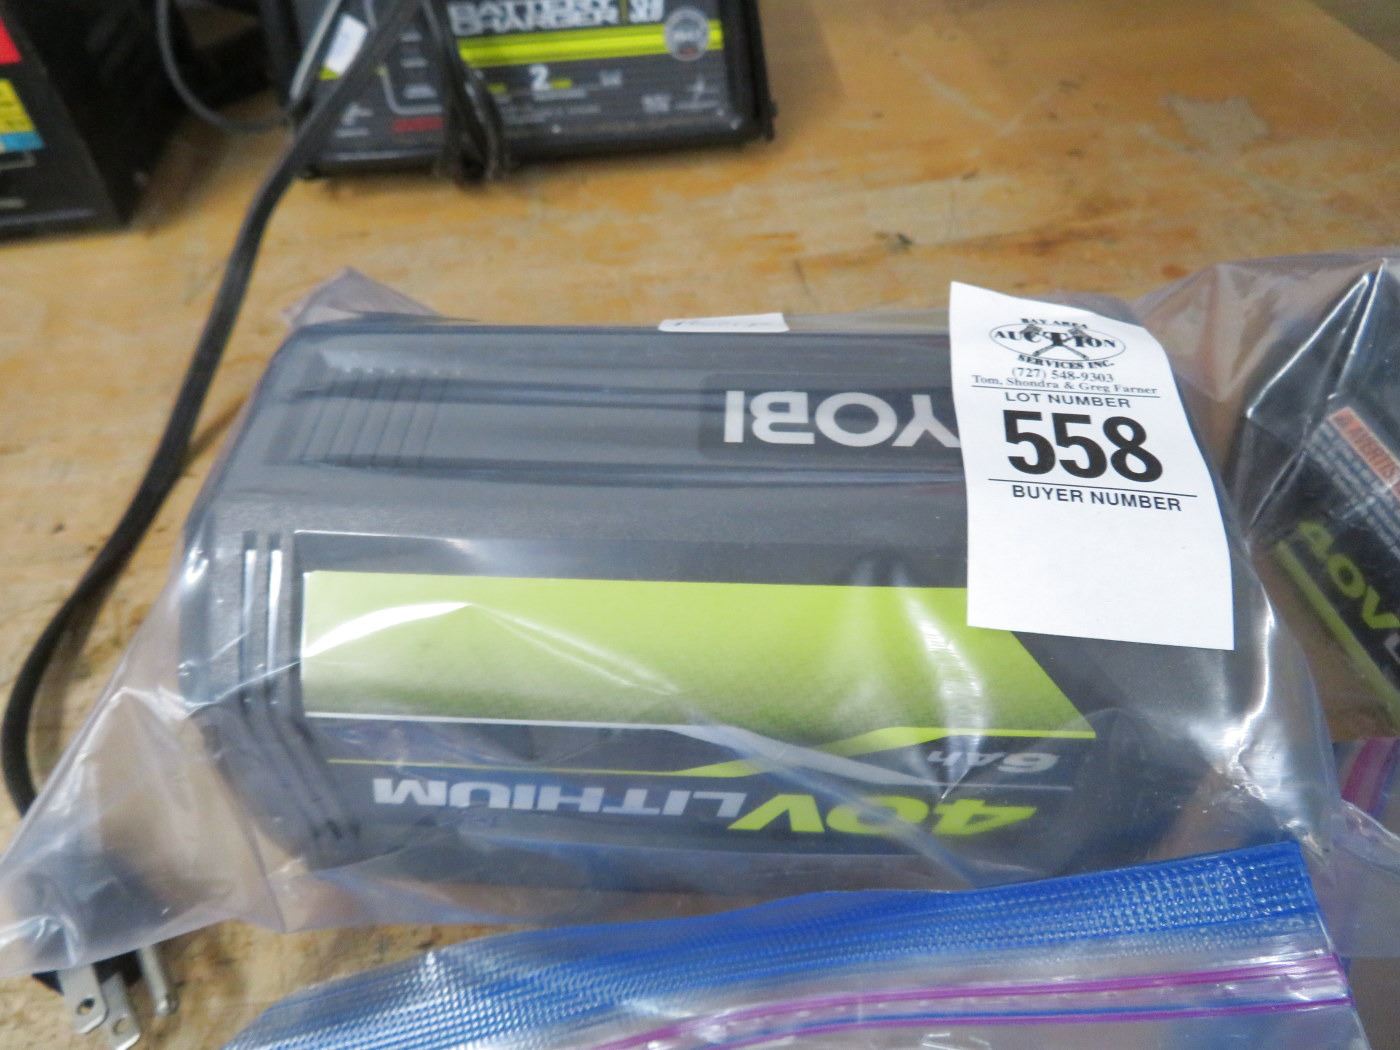 BATTERY
CHARGER
2
BAY AREA
AUCTION
SERVICES INC.
(727) 548-9303
Tom, Shondra & Greg Farner
LOT NUMBER
558
BUYER NUMBER
RYOBI
6Ah
40V LITHIUM
40V